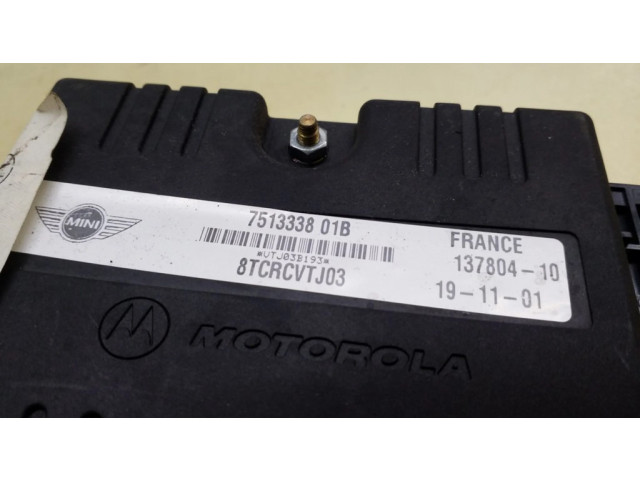 MINI
7513338 01B
*VTJ03B193*
8TCRCVTJ03
FRANCE
137804-10
19-11-01
MOTOROLA